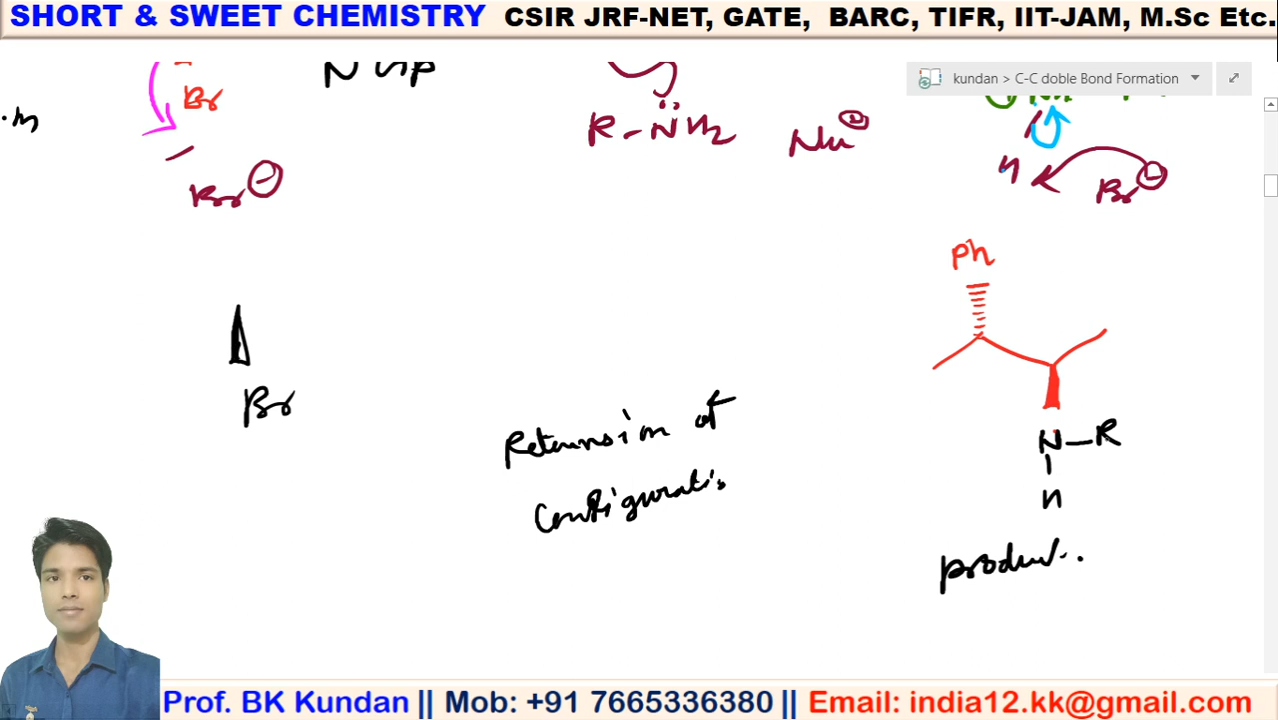 SHORT & SWEET CHEMISTRY CSIR JRF-NET, GATE, BARC, TIFR, IIT-JAM, M.Sc Etc.
kundan > C-C doble Bond Formation
NGP
Br
R-NH2
Nu
H
Br
Br
Ph
Br
N-R
H
Retension of
Configuratio
product.
Prof. BK Kundan || Mob: +91 7665336380 || Email: india12.kk@gmail.com